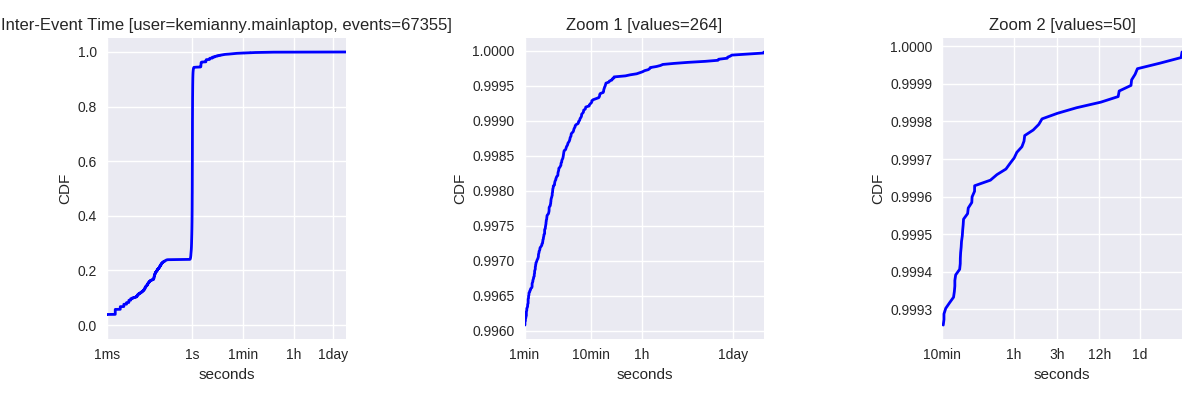 Inter-Event Time [user=kemianny.mainlaptop, events=67355]
CDF
1.0
0.8
0.6
0.4
0.2
0.0
1ms
1s
1min
1h
1day
seconds
Zoom 1 [values=264]
CDF
1.0000
0.9995
0.9990
0.9985
0.9980
0.9975
0.9970
0.9965
0.9960
1min
10min
1h
1day
seconds
Zoom 2 [values=50]
CDF
1.0000
0.9999
0.9998
0.9997
0.9996
0.9995
0.9994
0.9993
10min
1h
3h
12h
1d
seconds